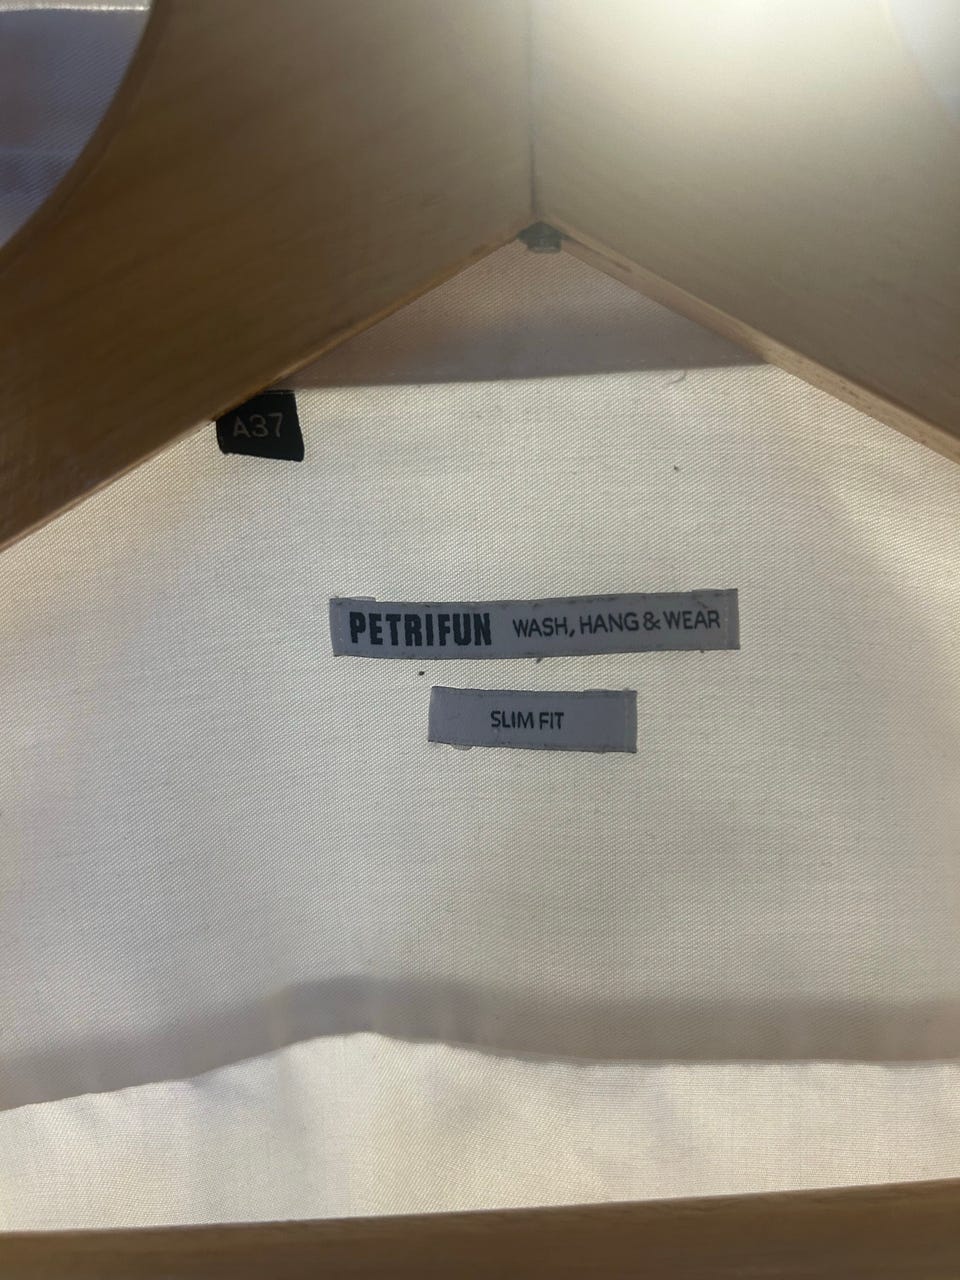 A37
PETRIFUN WASH, HANG & WEAR
SLIM FIT